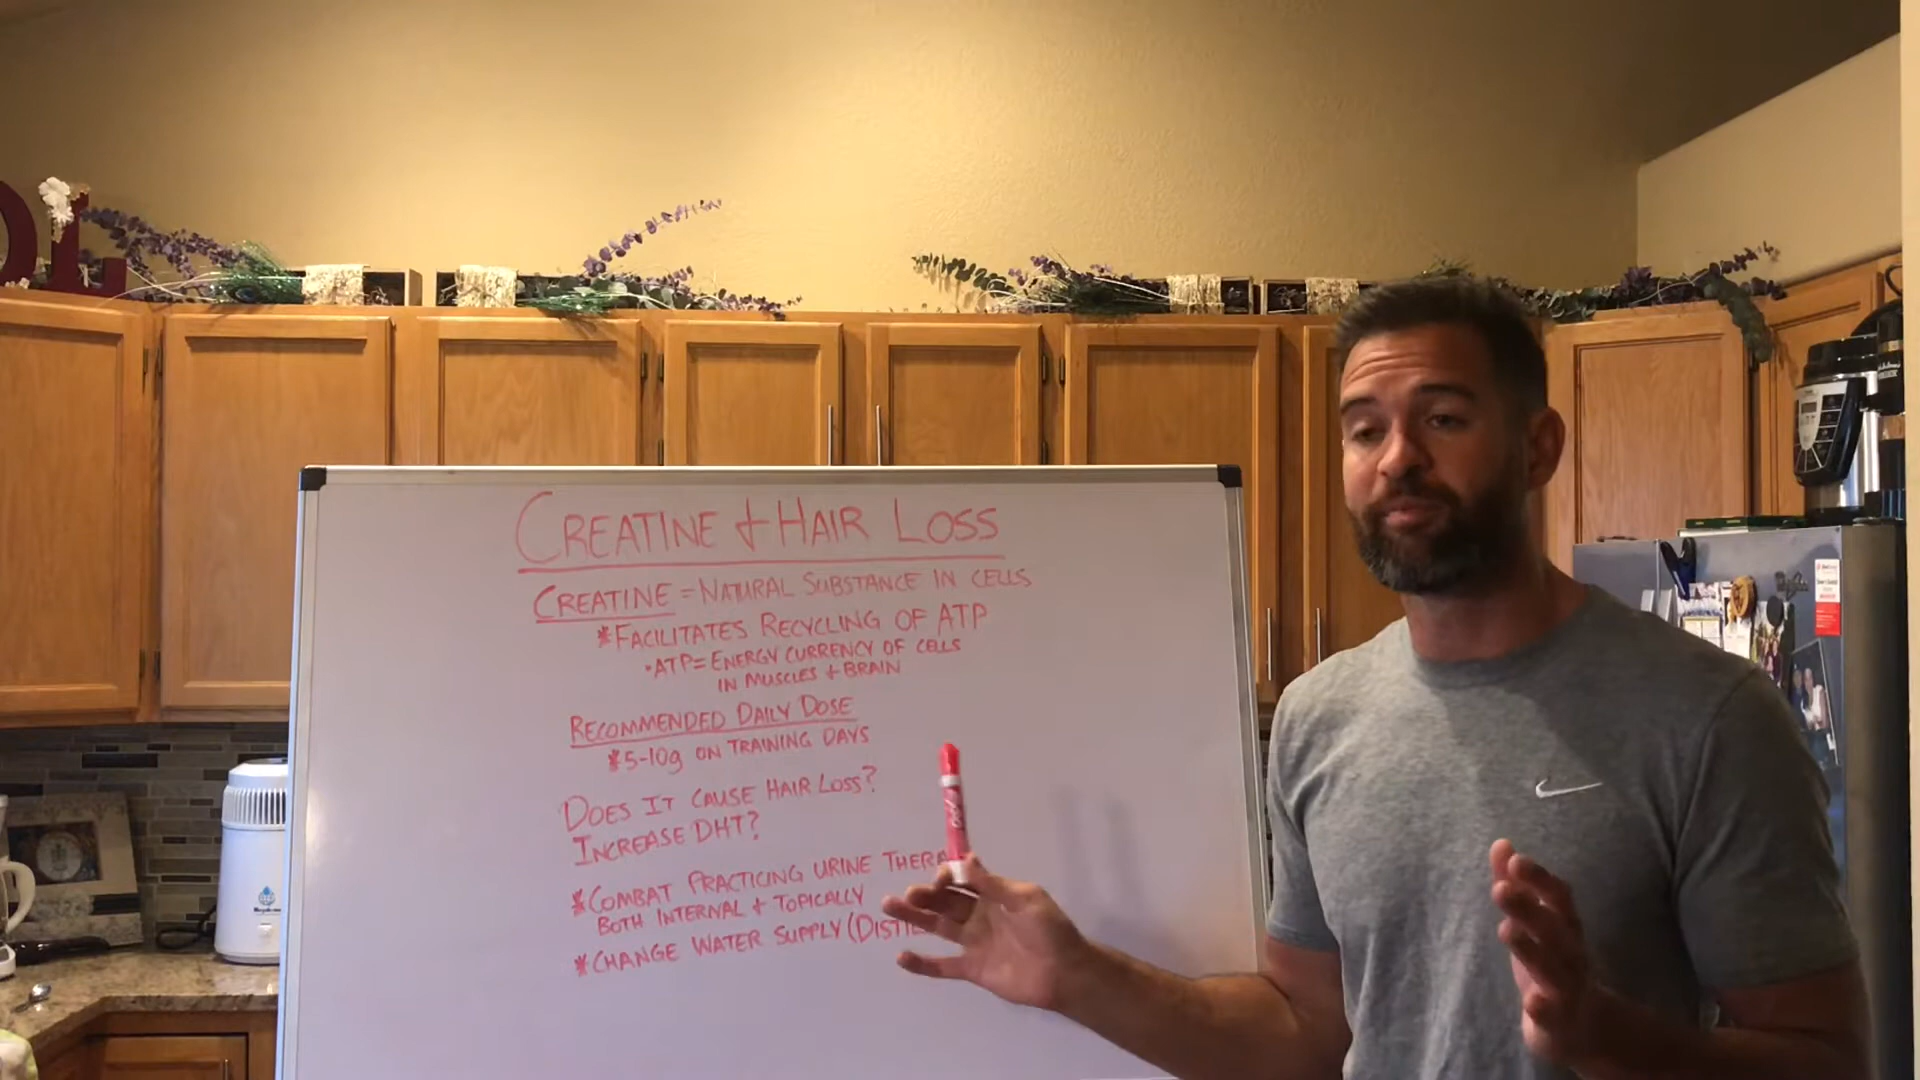 CREATINE & HAIR LOSS
CREATINE = NATURAL SUBSTANCE IN CELLS
*FACILITATES RECYCLING OF ATP
•ATP = ENERGY CURRENCY OF CELLS
IN MUSCLES + BRAIN
RECOMMENDED DAILY DOSE
*5-10g ON TRAINING DAYS
DOES IT CAUSE HAIR LOSS?
INCREASE DHT?
*COMBAT PRACTICING URINE THERA
BOTH INTERNAL + TOPICALLY
*CHANGE WATER SUPPLY (DISTIL